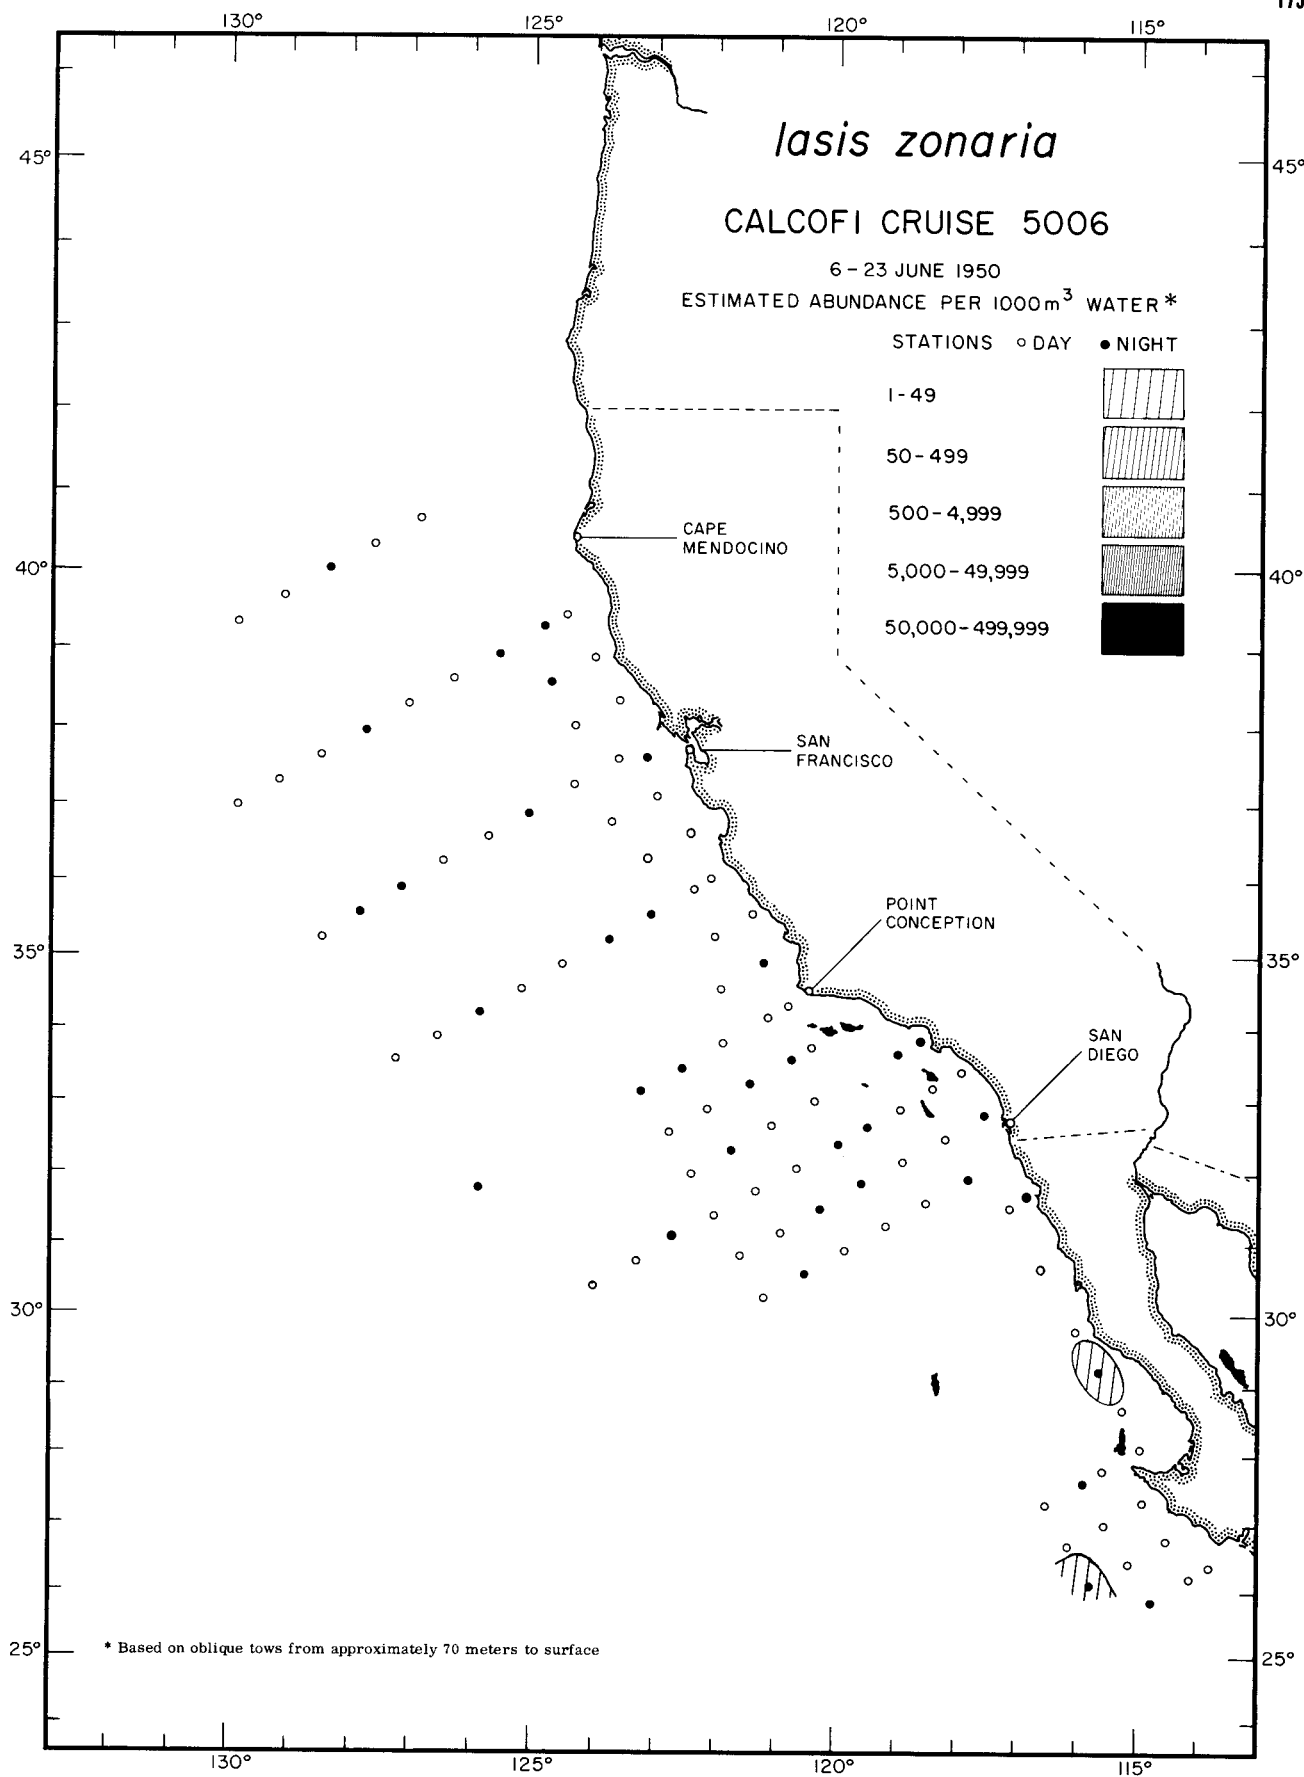 130°
125°
120°
115°
45°
45°
Iasis zonaria
CALCOFI CRUISE 5006
6-23 JUNE 1950
ESTIMATED ABUNDANCE PER 1000m³ WATER*
STATIONS ○ DAY ● NIGHT
1-49
50-499
500-4,999
5,000-49,999
50,000-499,999
CAPE
MENDOCINO
40°
40°
SAN
FRANCISCO
POINT
CONCEPTION
35°
35°
SAN
DIEGO
30°
30°
25°
25°
* Based on oblique tows from approximately 70 meters to surface
130°
125°
120°
115°